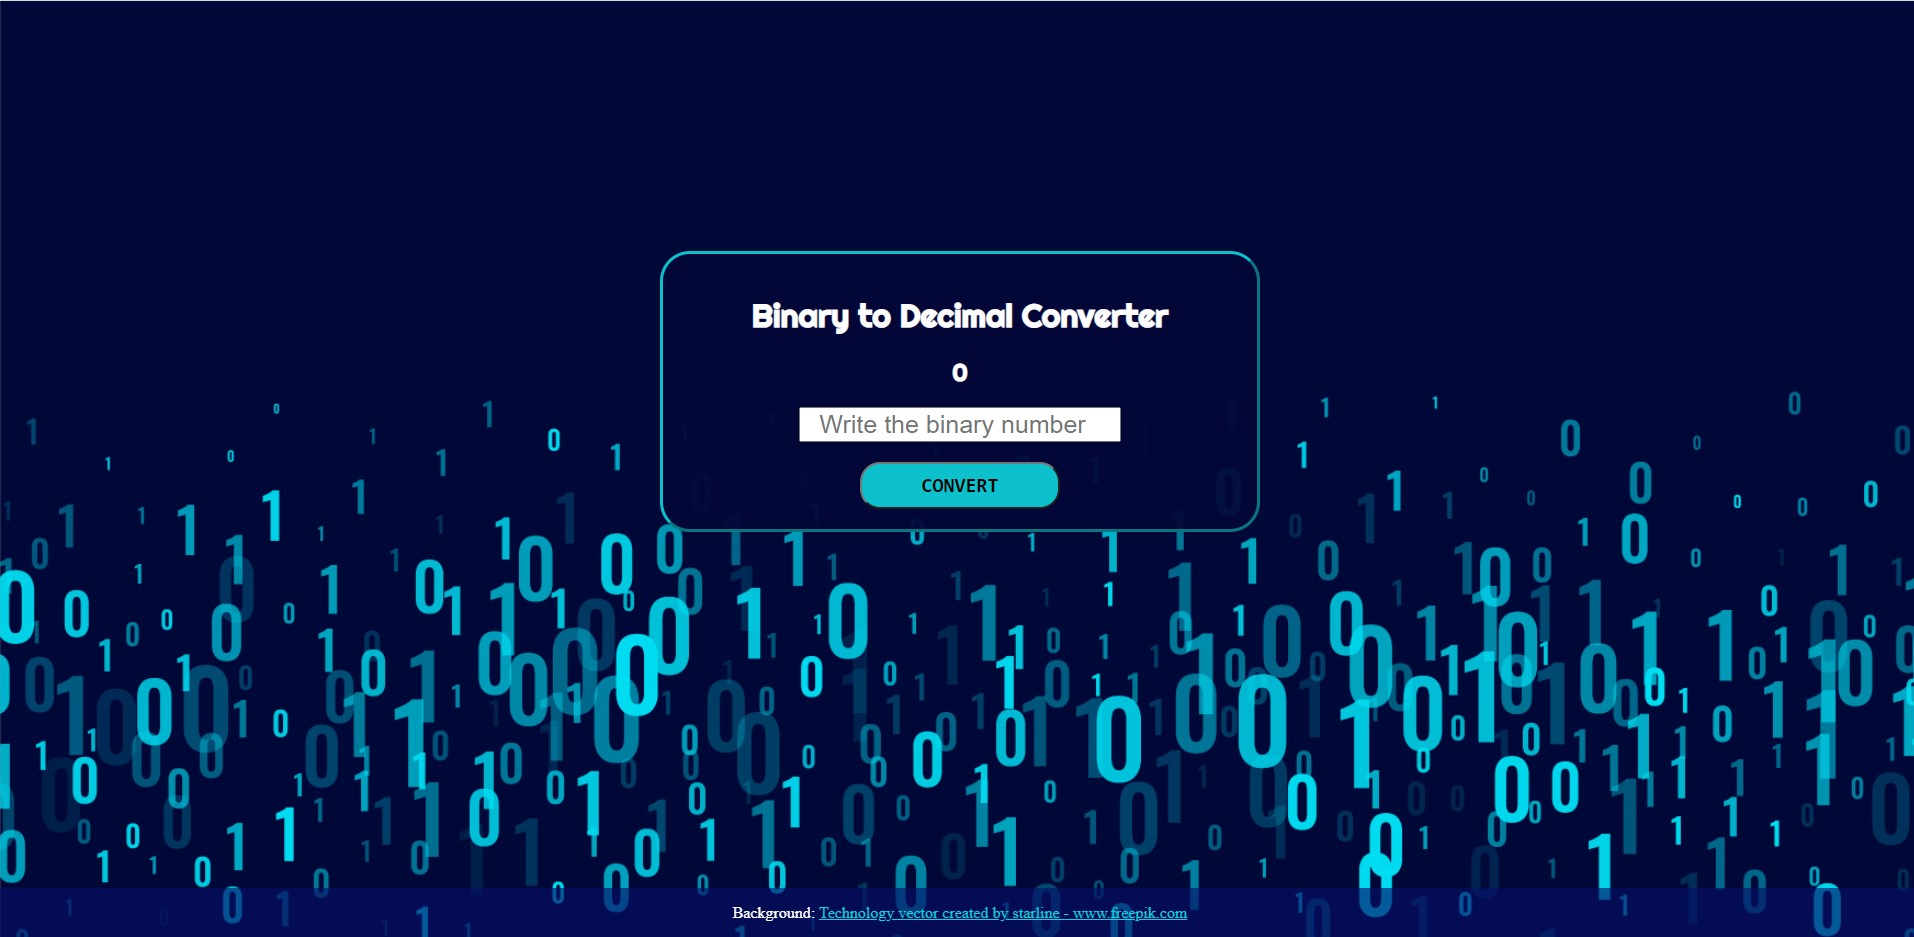 Binary to Decimal Converter
0
Write the binary number
CONVERT
Background: Technology vector created by starline - www.freepik.com